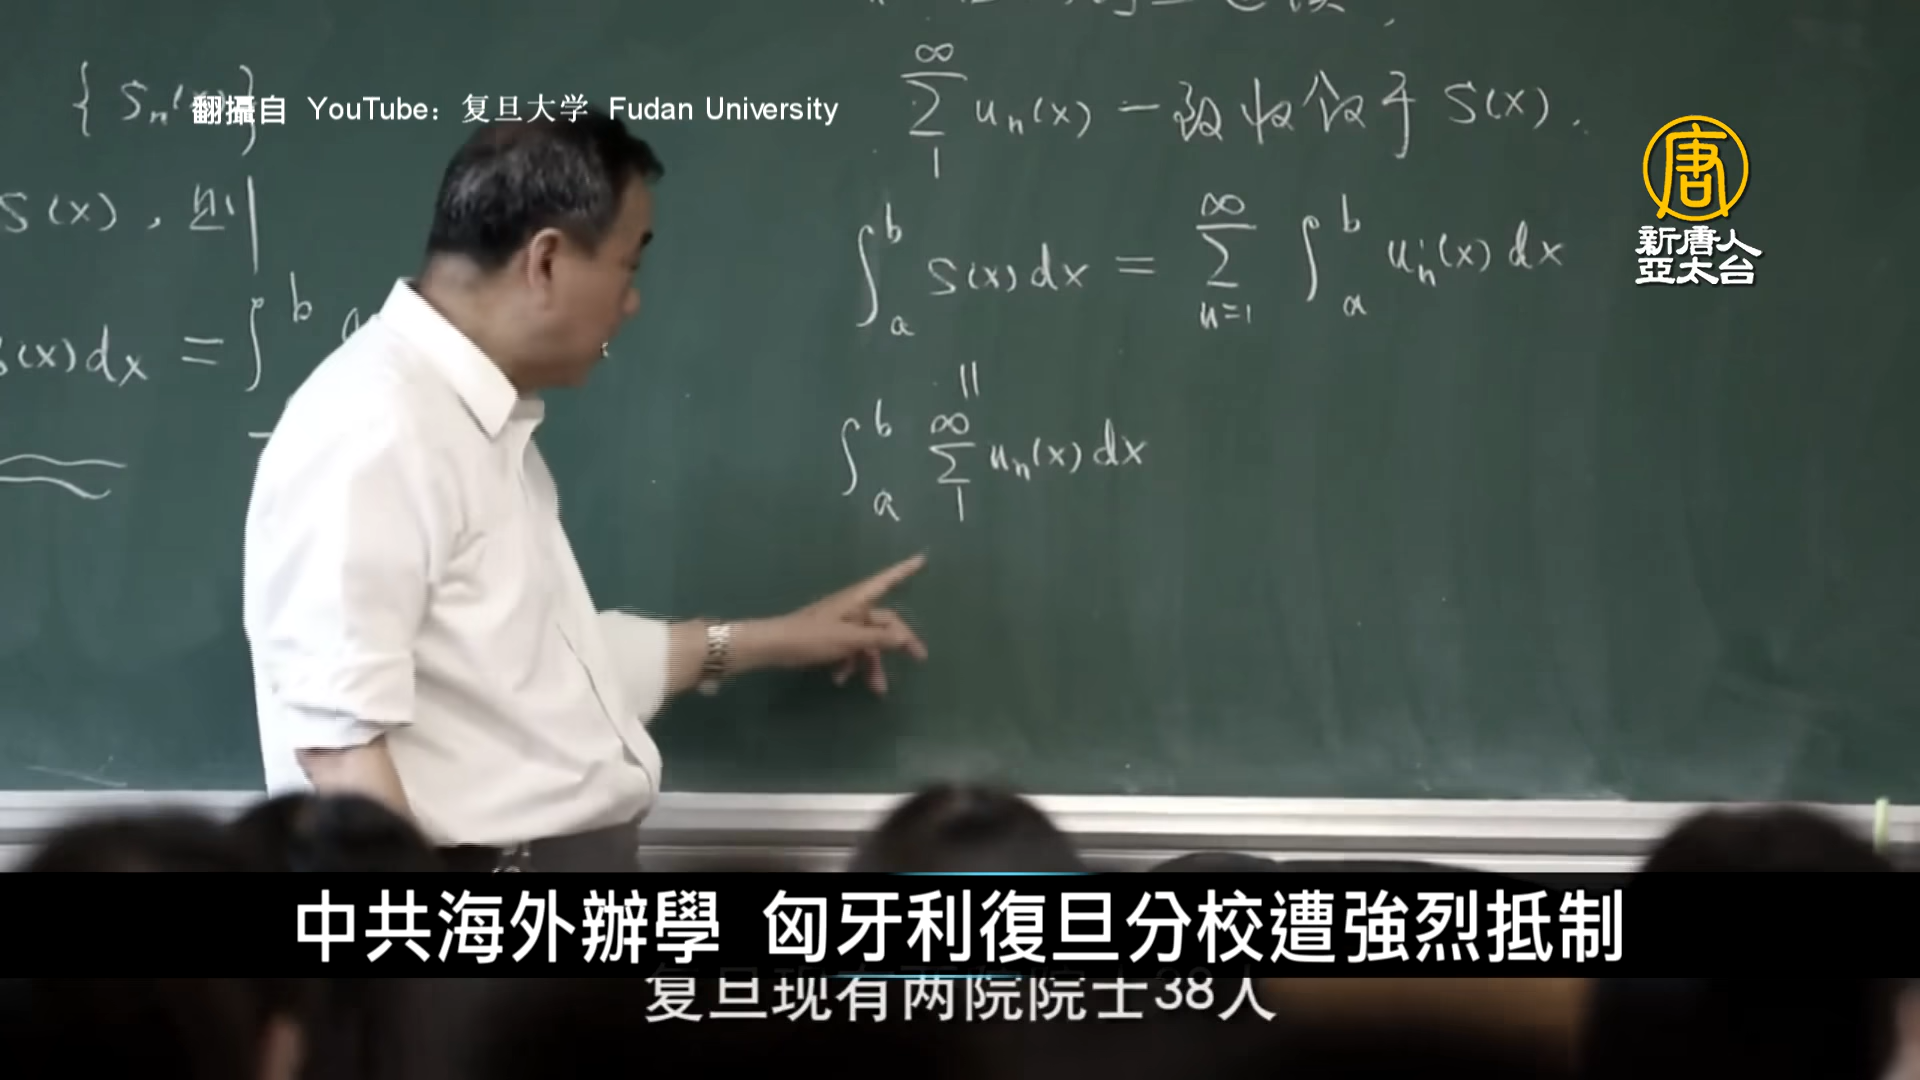 翻攝自 YouTube：复旦大学 Fudan University
{Sn(x)}
S(x), 则
S(x)dx = ∫ b
∞
∑ un(x) 一致收敛于 S(x).
1
∫ab S(x)dx = ∑n=1∞ ∫ab un(x)dx
||
∫ab ∑1∞ un(x)dx
唐
新唐人
亞太台
中共海外辦學 匈牙利復旦分校遭強烈抵制
复旦现有两院院士38人